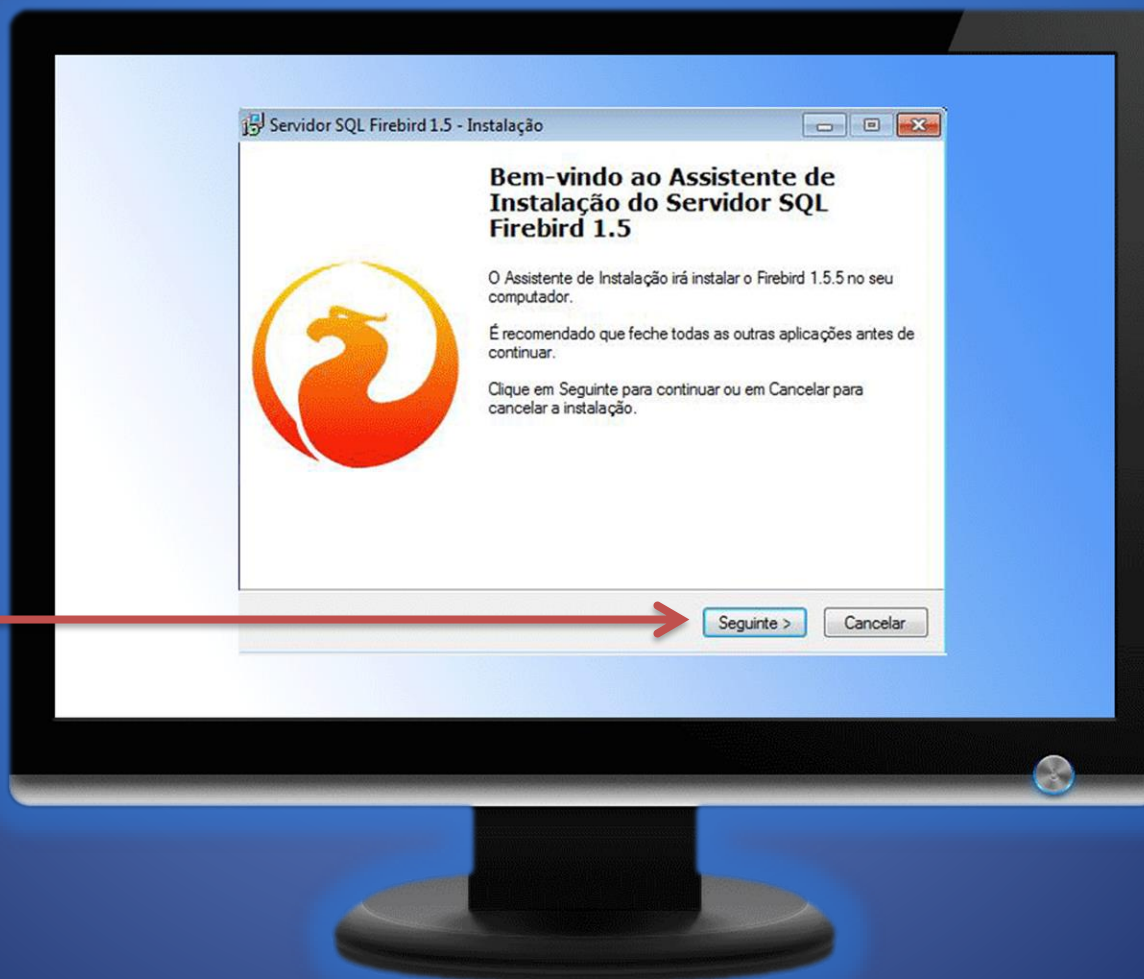 Servidor SQL Firebird 1.5 - Instalação
Bem-vindo ao Assistente de
Instalação do Servidor SQL
Firebird 1.5
O Assistente de Instalação irá instalar o Firebird 1.5.5 no seu
computador.
É recomendado que feche todas as outras aplicações antes de
continuar.
Clique em Seguinte para continuar ou em Cancelar para
cancelar a instalação.
Seguinte >
Cancelar